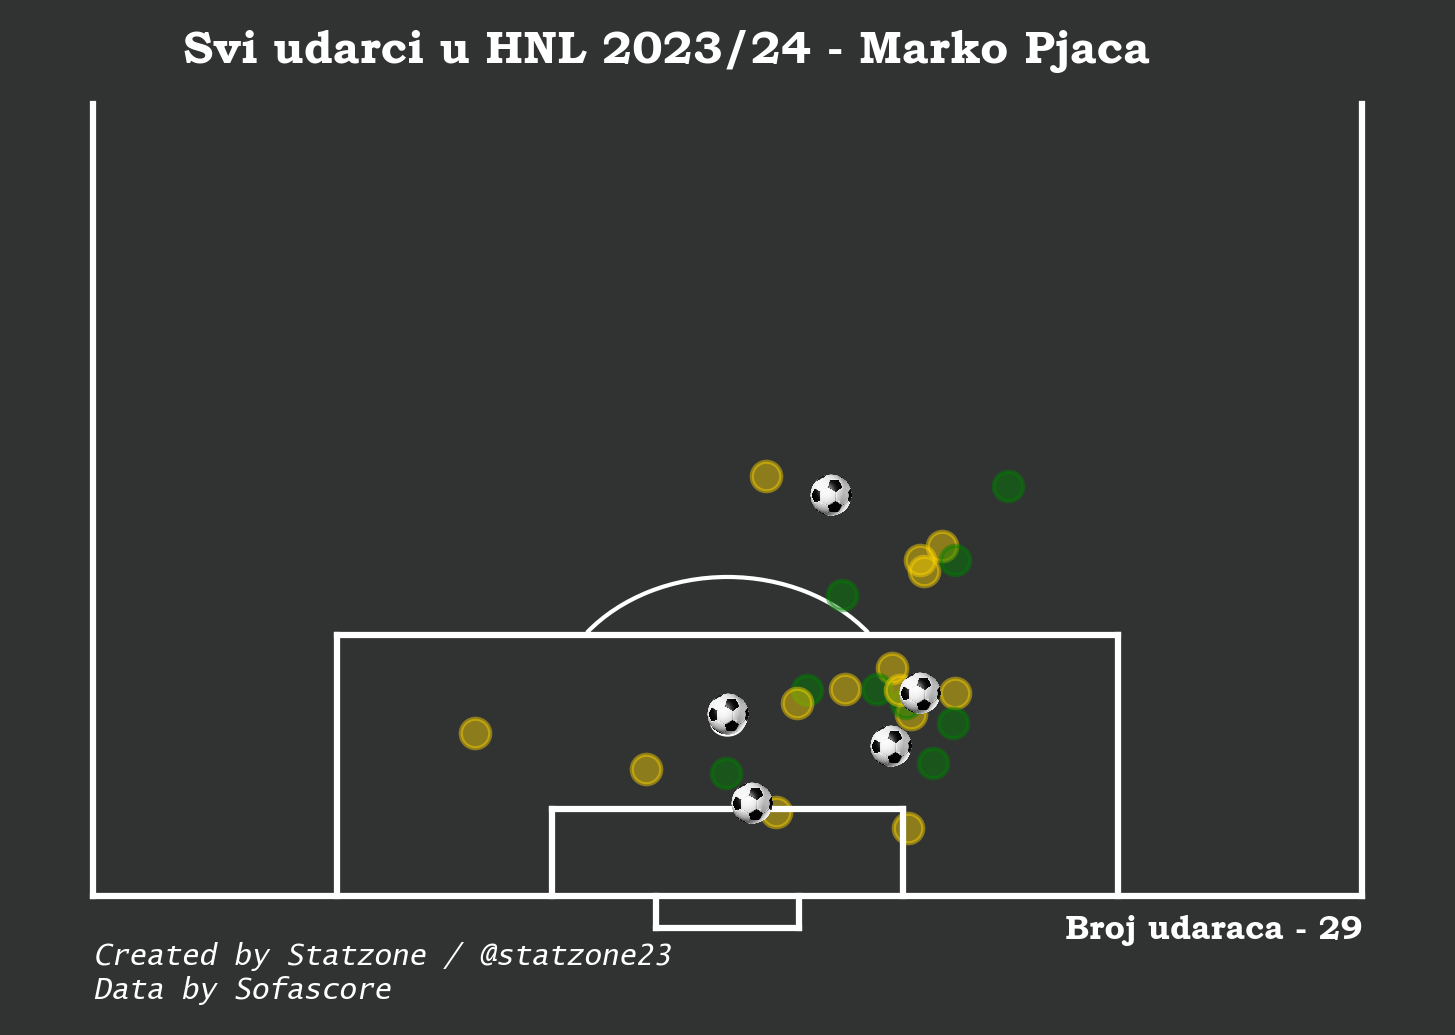 Svi udarci u HNL 2023/24 - Marko Pjaca
Broj udaraca - 29
Created by Statzone / @statzone23
Data by Sofascore